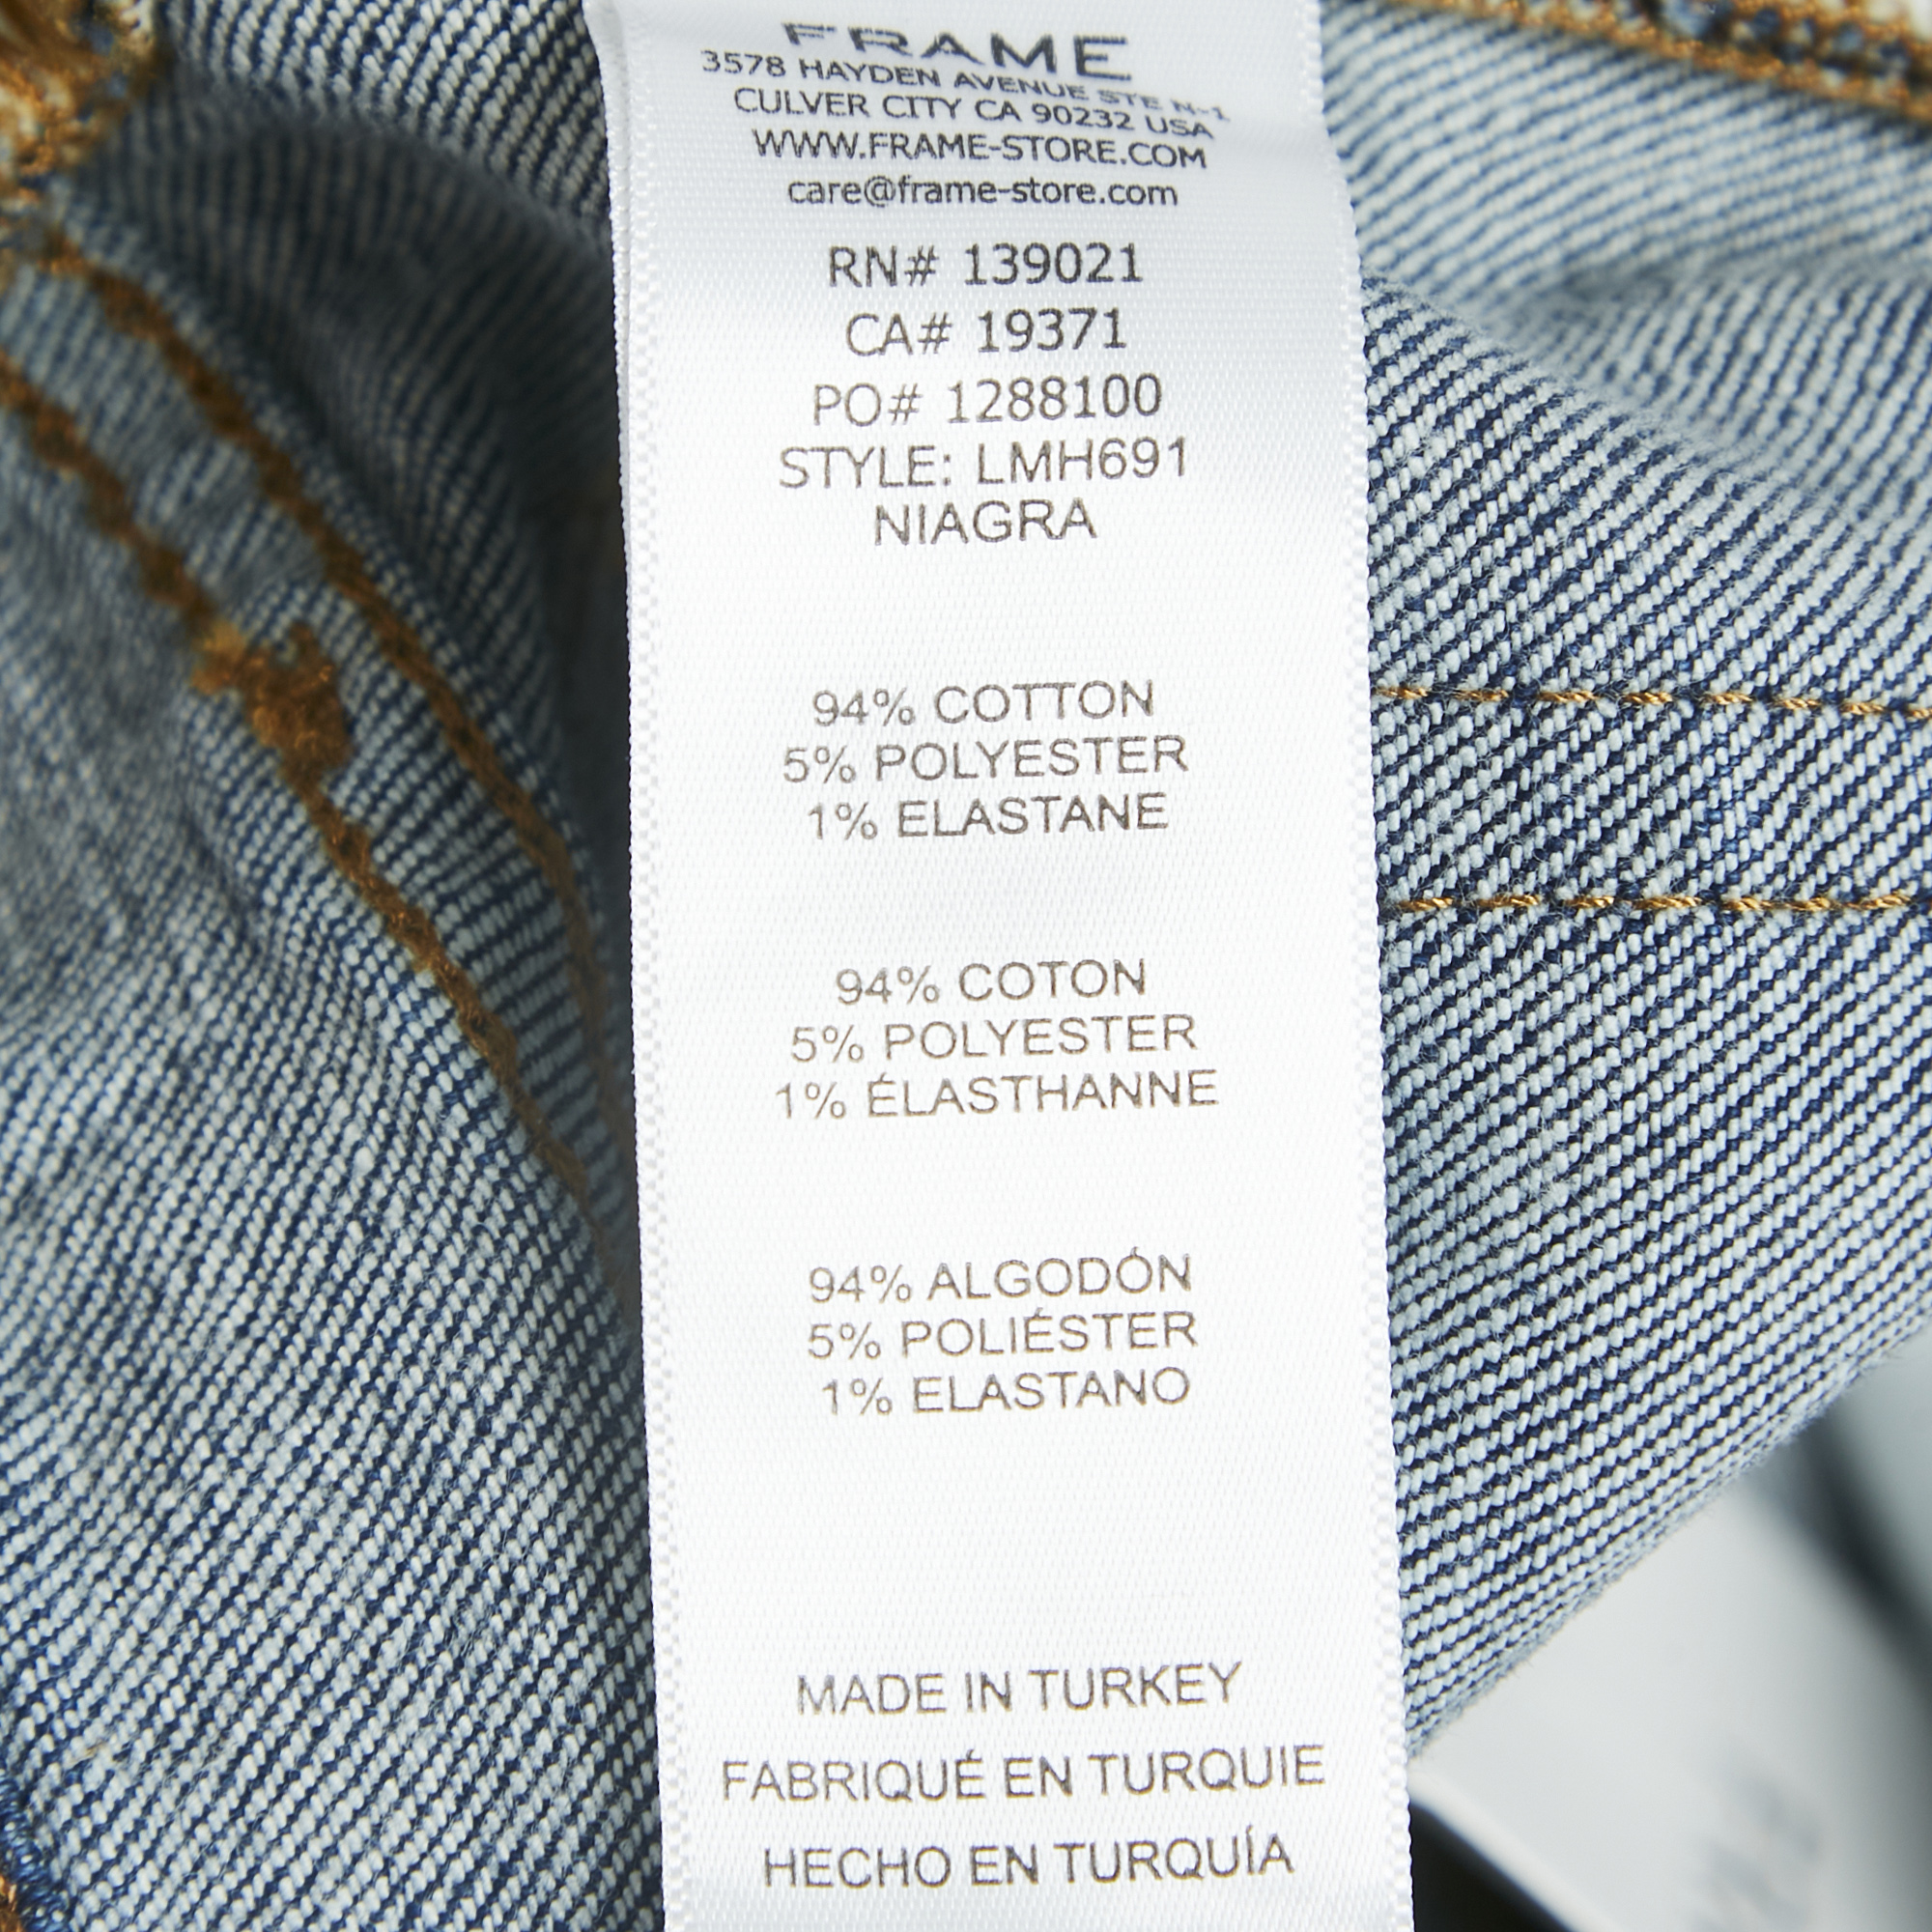 FRAME
3578 HAYDEN AVENUE STE N-1
CULVER CITY CA 90232 USA
WWW.FRAME-STORE.COM
care@frame-store.com
RN# 139021
CA# 19371
PO# 1288100
STYLE: LMH691
NIAGRA
94% COTTON
5% POLYESTER
1% ELASTANE
94% COTON
5% POLYESTER
1% ÉLASTHANNE
94% ALGODÓN
5% POLIÉSTER
1% ELASTANO
MADE IN TURKEY
FABRIQUÉ EN TURQUIE
HECHO EN TURQUÍA